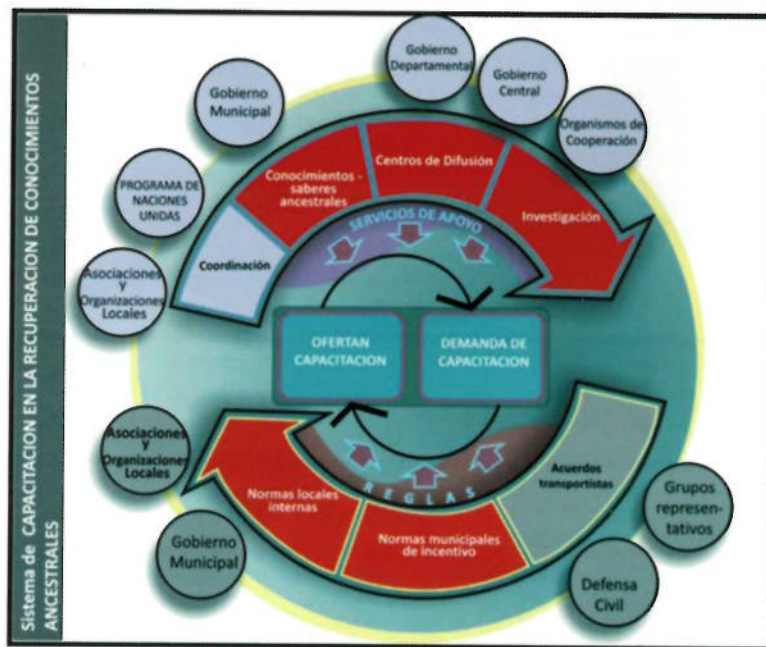 Sistema de CAPACITACION EN LA RECUPERACION DE CONOCIMIENTOS
ANCESTRALES
Gobierno
Departamental
Gobierno
Central
Gobierno
Municipal
Organismos de
Cooperación
PROGRAMA DE
NACIONES
UNIDAS
Asociaciones
y
Organizaciones
Locales
Coordinación
Conocimientos -
saberes
ancestrales
Centros de Difusión
Investigación
SERVICIOS DE APOYO
OFERTAN
CAPACITACION
DEMANDA DE
CAPACITACION
REGLAS
Asociaciones
y
Organizaciones
Locales
Normas locales
internas
Normas municipales
de incentivo
Acuerdos
transportistas
Gobierno
Municipal
Grupos
represen-
tativos
Defensa
Civil